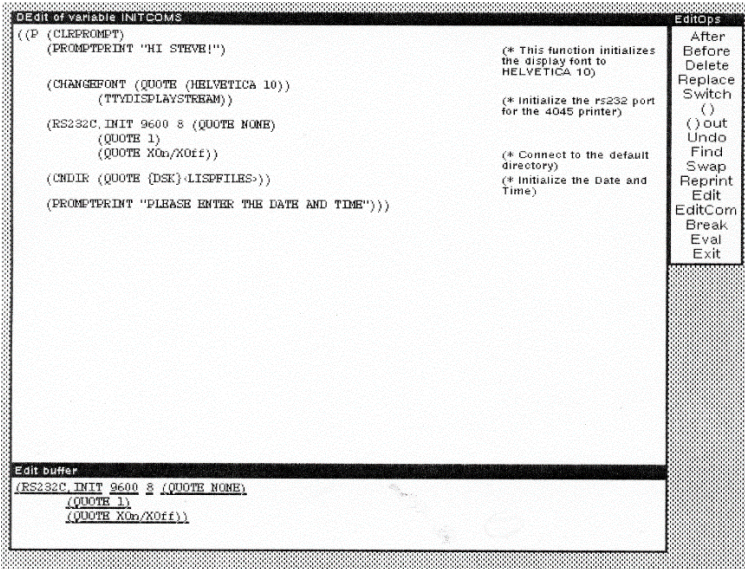 DEdit of variable INITCOMS
((P (CLRPROMPT)
(PROMPTPRINT "HI STEVE!")
(* This function initializes
the display font to
HELVETICA 10)
(CHANGEFONT (QUOTE (HELVETICA 10))
(TTYDISPLAYSTREAM))
(* Initialize the rs232 port
for the 4045 printer)
(RS232C.INIT 9600 8 (QUOTE NONE)
(QUOTE 1)
(QUOTE XOn/XOff))
(* Connect to the default
directory)
(CNDIR (QUOTE {DSK}<LISPFILES>))
(* Initialize the Date and
Time)
(PROMPTPRINT "PLEASE ENTER THE DATE AND TIME")))
EditOps
After
Before
Delete
Replace
Switch
( )
( ) out
Undo
Find
Swap
Reprint
Edit
EditCom
Break
Eval
Exit
Edit buffer
(RS232C.INIT 9600 8 (QUOTE NONE)
(QUOTE 1)
(QUOTE XOn/XOff))